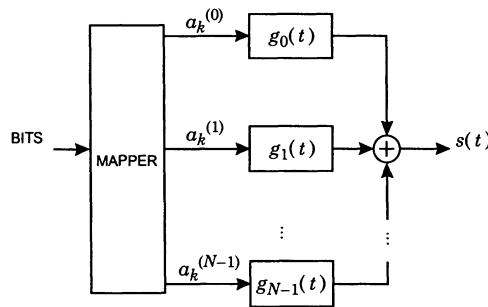 a_k^{(0)}
g_0(t)
BITS
MAPPER
a_k^{(1)}
g_1(t)
+
s(t)
...
...
a_k^{(N-1)}
g_{N-1}(t)